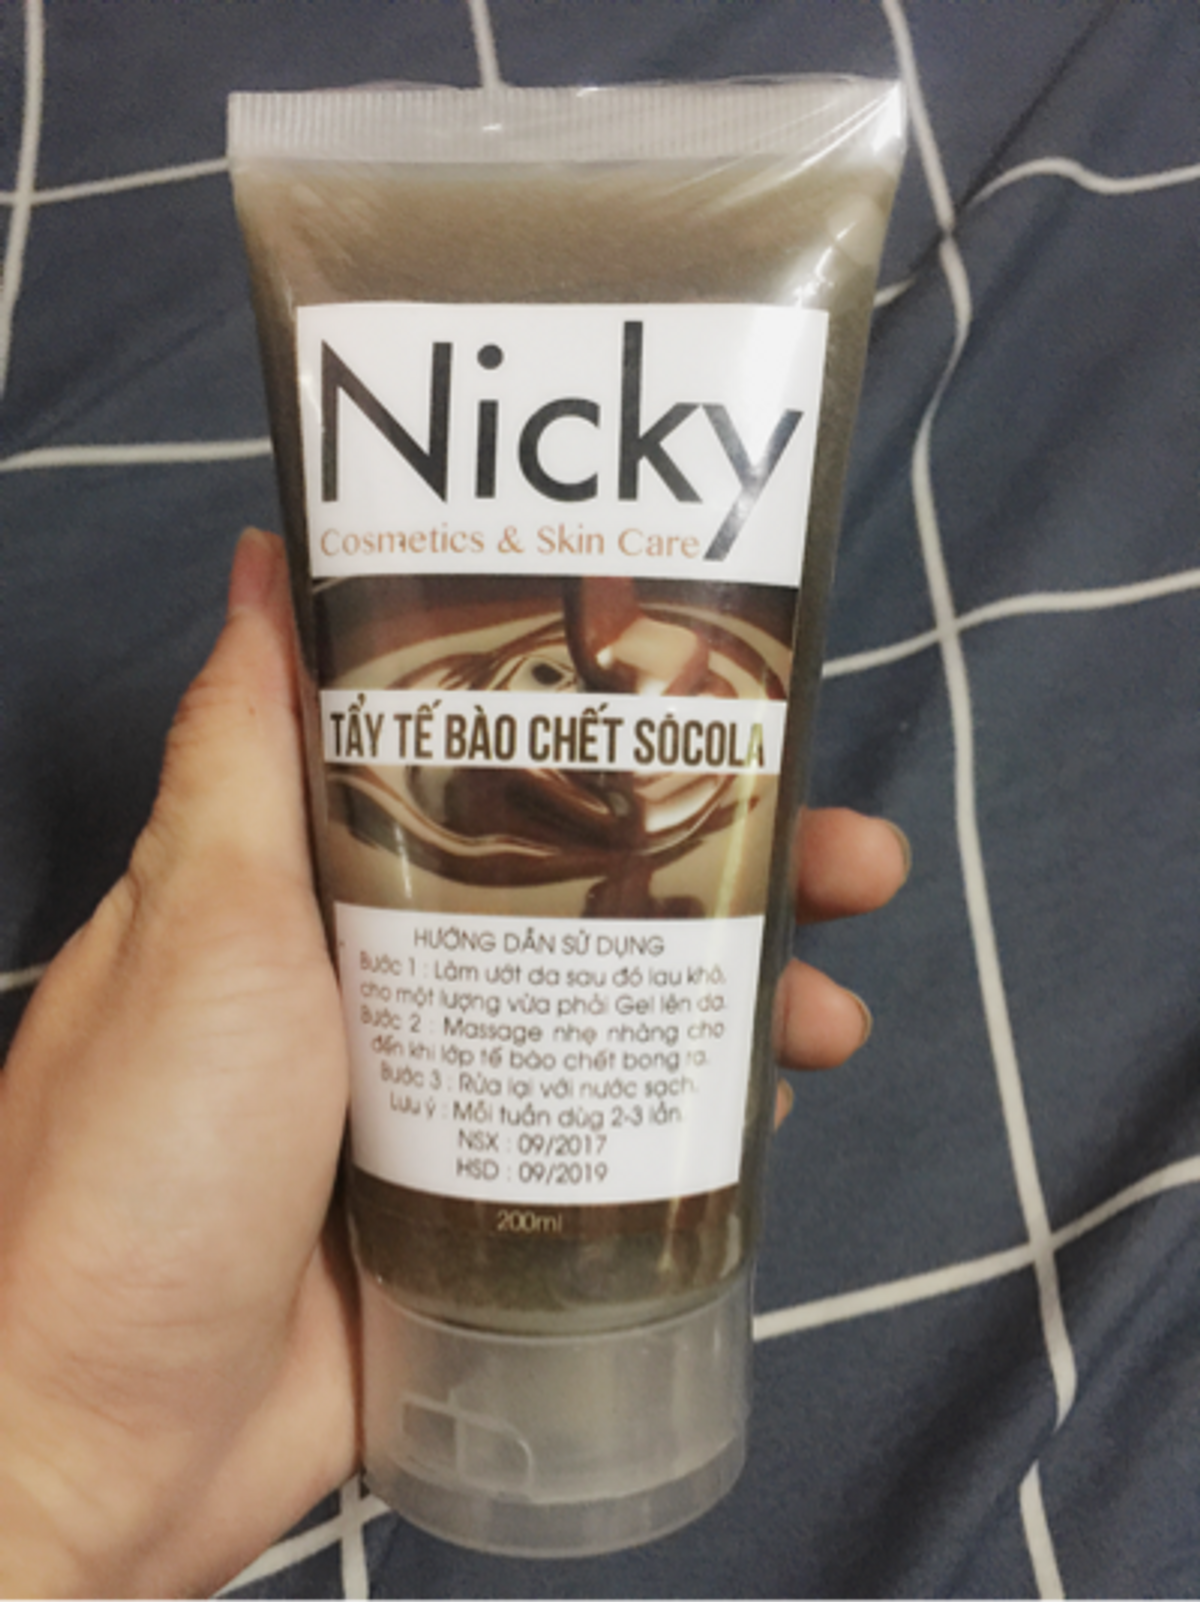 Nicky
Cosmetics & Skin Care
TẨY TẾ BÀO CHẾT SÔCOLA
HƯỚNG DẪN SỬ DỤNG
Bước 1 : Làm ướt da sau đó lau khô,
cho một lượng vừa phải Gel lên da.
Bước 2 : Massage nhẹ nhàng cho
đến khi lớp tế bào chết bong ra.
Bước 3 : Rửa lại với nước sạch.
Lưu ý : Mỗi tuần dùg 2-3 lần
NSX : 09/2017
HSD : 09/2019
200ml